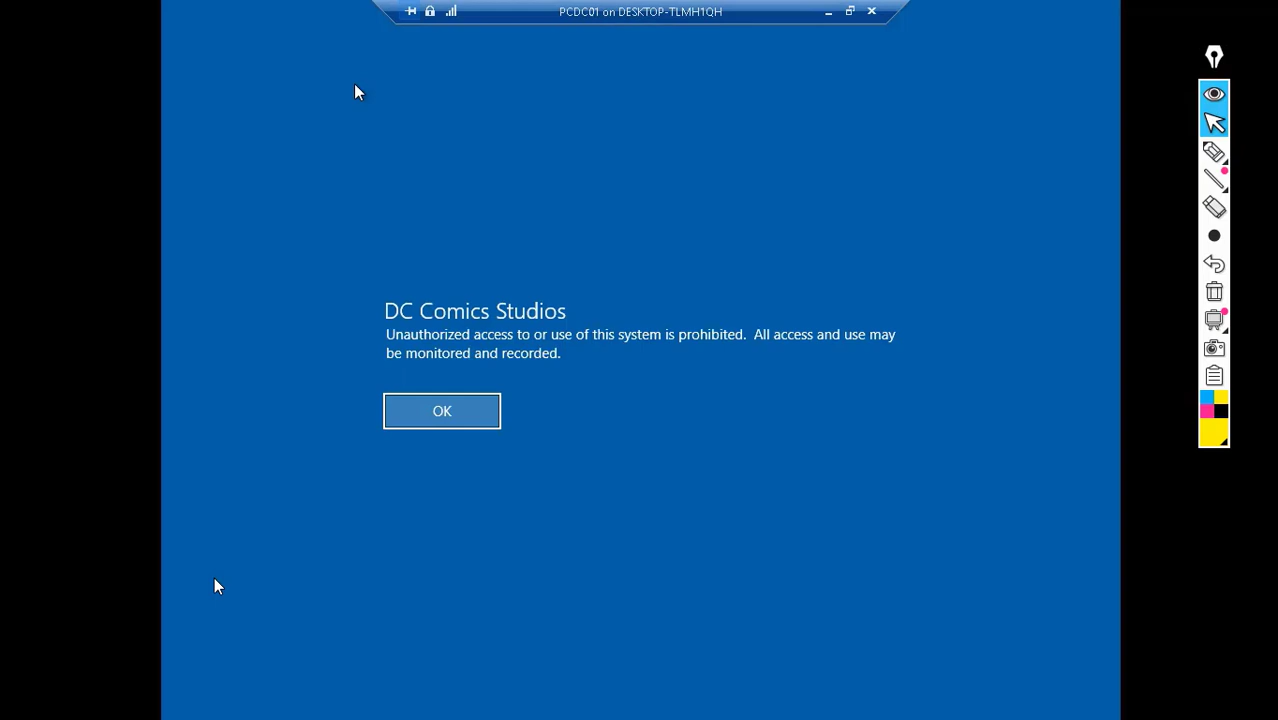 PCDC01 on DESKTOP-TLMH1QH
DC Comics Studios
Unauthorized access to or use of this system is prohibited.  All access and use may
be monitored and recorded.
OK